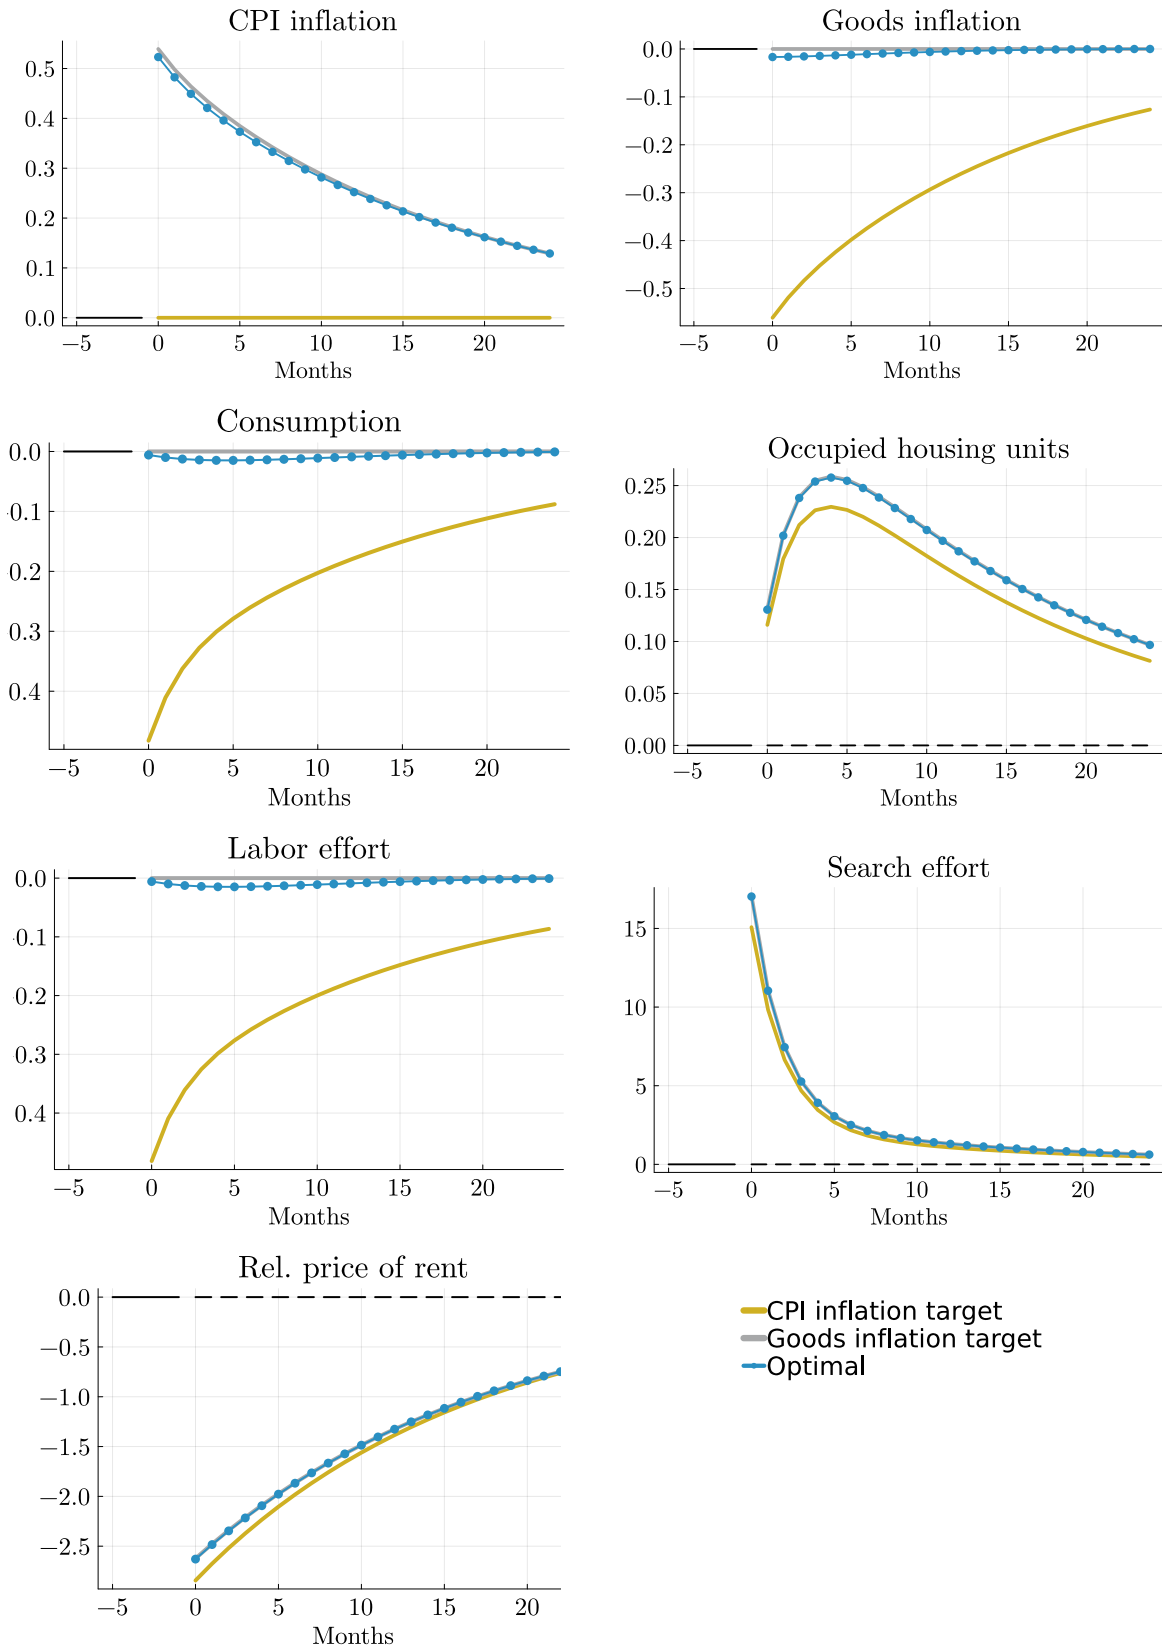 CPI inflation
0.5
0.4
0.3
0.2
0.1
0.0
−5 0 5 10 15 20
Months
Goods inflation
0.0
−0.1
−0.2
−0.3
−0.4
−0.5
−5 0 5 10 15 20
Months
Consumption
0.0
0.1
0.2
0.3
0.4
−5 0 5 10 15 20
Months
Occupied housing units
0.25
0.20
0.15
0.10
0.05
0.00
−5 0 5 10 15 20
Months
Labor effort
0.0
0.1
0.2
0.3
0.4
−5 0 5 10 15 20
Months
Search effort
15
10
5
0
−5 0 5 10 15 20
Months
Rel. price of rent
0.0
−0.5
−1.0
−1.5
−2.0
−2.5
−5 0 5 10 15 20
Months
CPI inflation target
Goods inflation target
Optimal